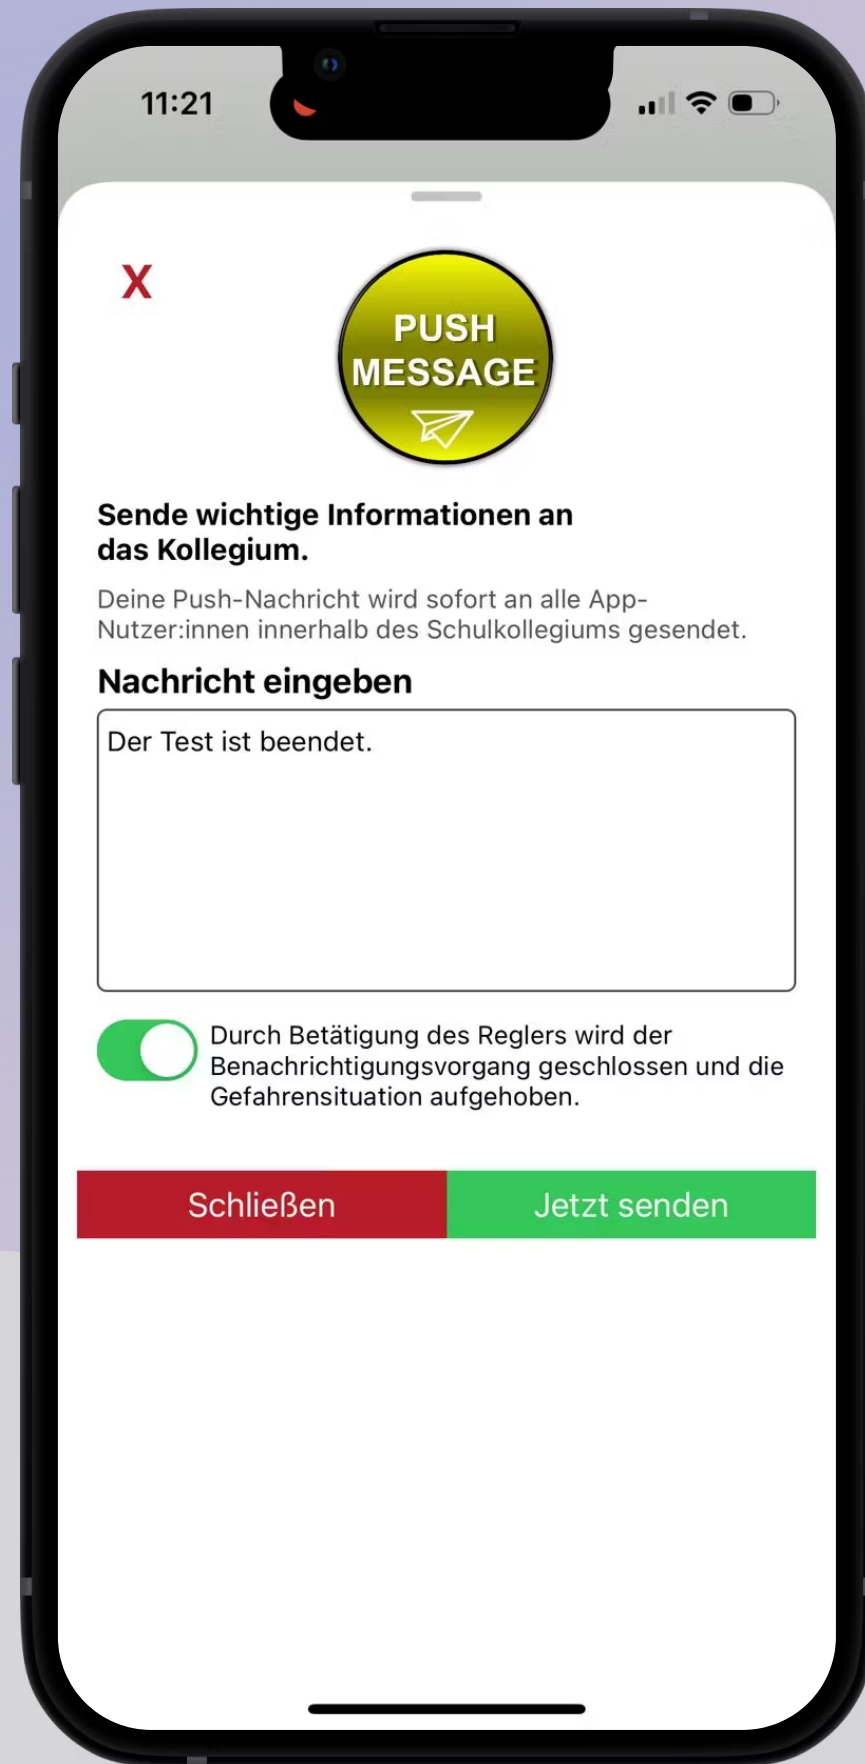 11:21
X
PUSH
MESSAGE
Sende wichtige Informationen an
das Kollegium.
Deine Push-Nachricht wird sofort an alle App-
Nutzer:innen innerhalb des Schulkollegiums gesendet.
Nachricht eingeben
Der Test ist beendet.
Durch Betätigung des Reglers wird der
Benachrichtigungsvorgang geschlossen und die
Gefahrensituation aufgehoben.
Schließen
Jetzt senden